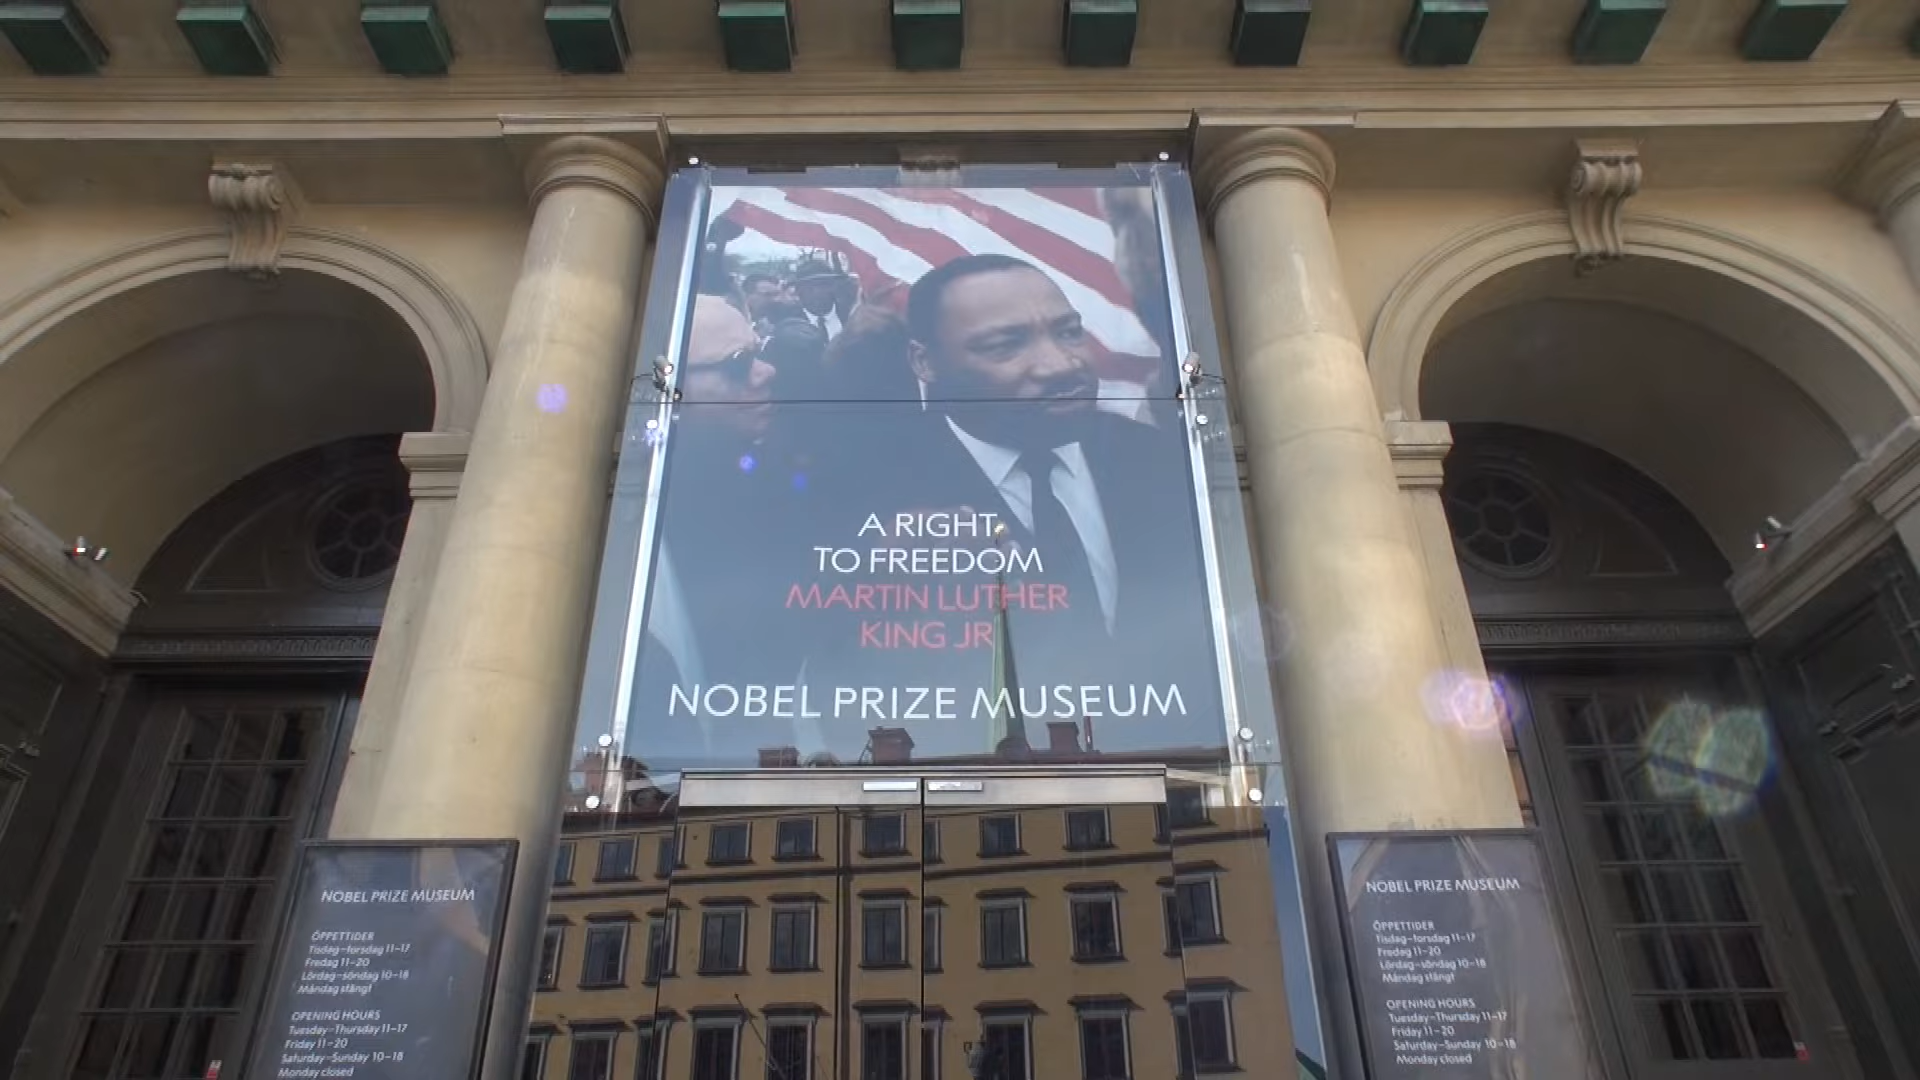 A RIGHT
TO FREEDOM
MARTIN LUTHER
KING JR
NOBEL PRIZE MUSEUM
NOBEL PRIZE MUSEUM
ÖPPETTIDER
Tisdag–torsdag 11–17
Fredag 11–20
Lördag–söndag 10–18
Måndag stängt
OPENING HOURS
Tuesday–Thursday 11–17
Friday 11–20
Saturday–Sunday 10–18
Monday closed
NOBEL PRIZE MUSEUM
ÖPPETTIDER
Tisdag–torsdag 11–17
Fredag 11–20
Lördag–söndag 10–18
Måndag stängt
OPENING HOURS
Tuesday–Thursday 11–17
Friday 11–20
Saturday–Sunday 10–18
Monday closed